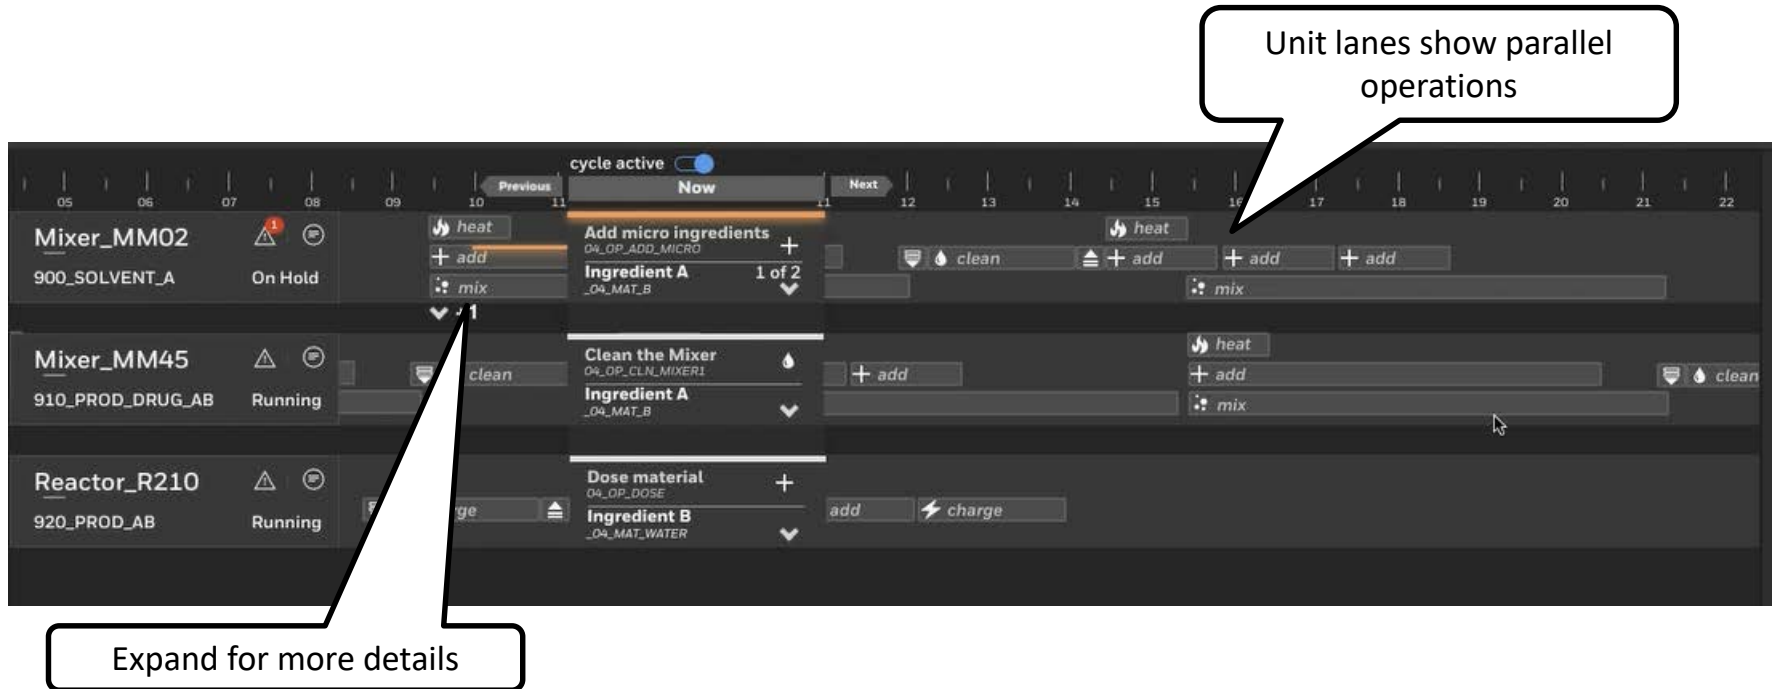 Unit lanes show parallel
operations
cycle active
Previous Now Next
05 06 07 08 09 10 11 11 12 13 14 15 16 17 18 19 20 21 22
Mixer_MM02 1
900_SOLVENT_A On Hold
heat
add
mix
Add micro ingredients
04_OP_ADD_MICRO
Ingredient A 1 of 2
_04_MAT_B
clean
heat
add add add
mix
Mixer_MM45
910_PROD_DRUG_AB Running
clean
Clean the Mixer
04_OP_CLN_MIXER1
Ingredient A
_04_MAT_B
add
heat
add
mix
clean
Reactor_R210
920_PROD_AB Running
Dose material
04_OP_DOSE
Ingredient B
_04_MAT_WATER
add charge
Expand for more details